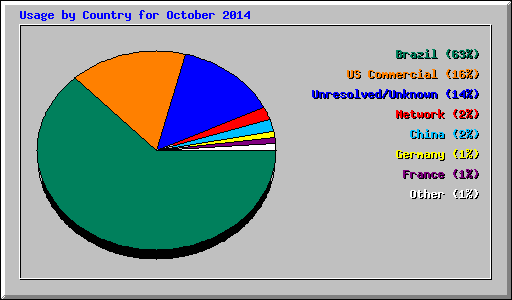 Usage by Country for October 2014
Brazil (63%)
US Commercial (16%)
Unresolved/Unknown (14%)
Network (2%)
China (2%)
Germany (1%)
France (1%)
Other (1%)